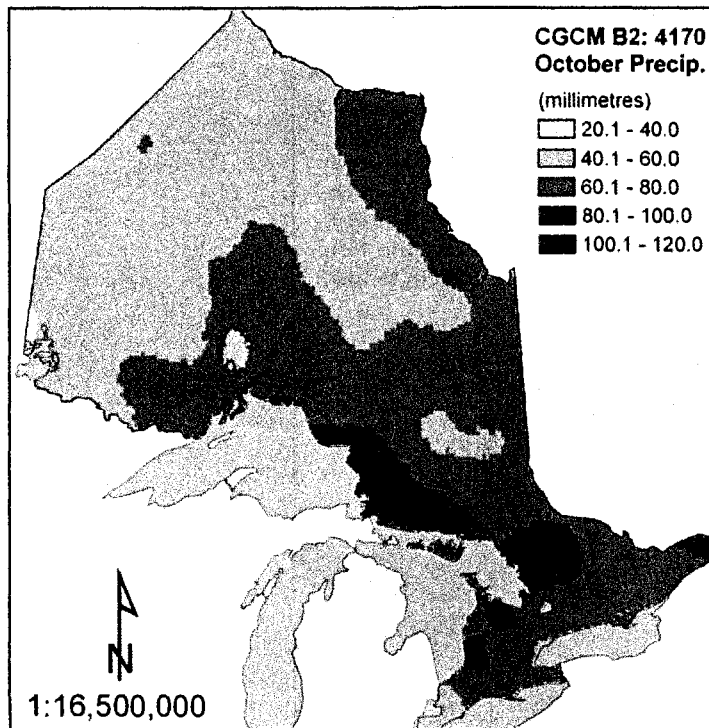 CGCM B2: 4170
October Precip.
(millimetres)
20.1 - 40.0
40.1 - 60.0
60.1 - 80.0
80.1 - 100.0
100.1 - 120.0
N
1:16,500,000